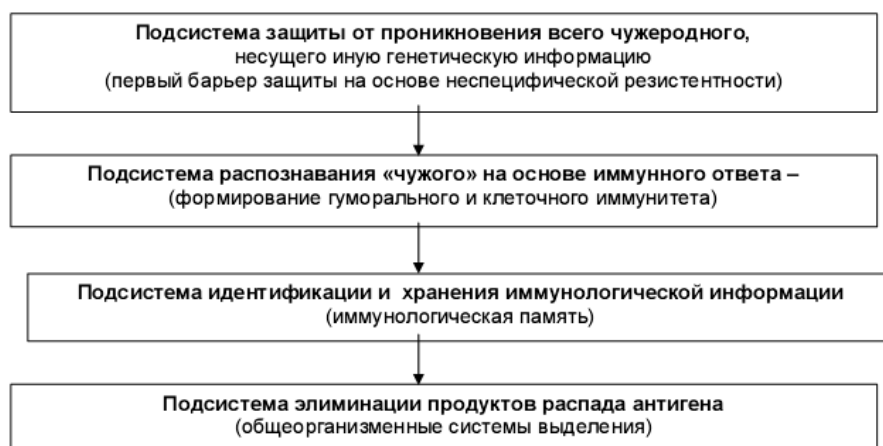 Подсистема защиты от проникновения всего чужеродного,
несущего иную генетическую информацию
(первый барьер защиты на основе неспецифической резистентности)
Подсистема распознавания «чужого» на основе иммунного ответа –
(формирование гуморального и клеточного иммунитета)
Подсистема идентификации и хранения иммунологической информации
(иммунологическая память)
Подсистема элиминации продуктов распада антигена
(общеорганизменные системы выделения)